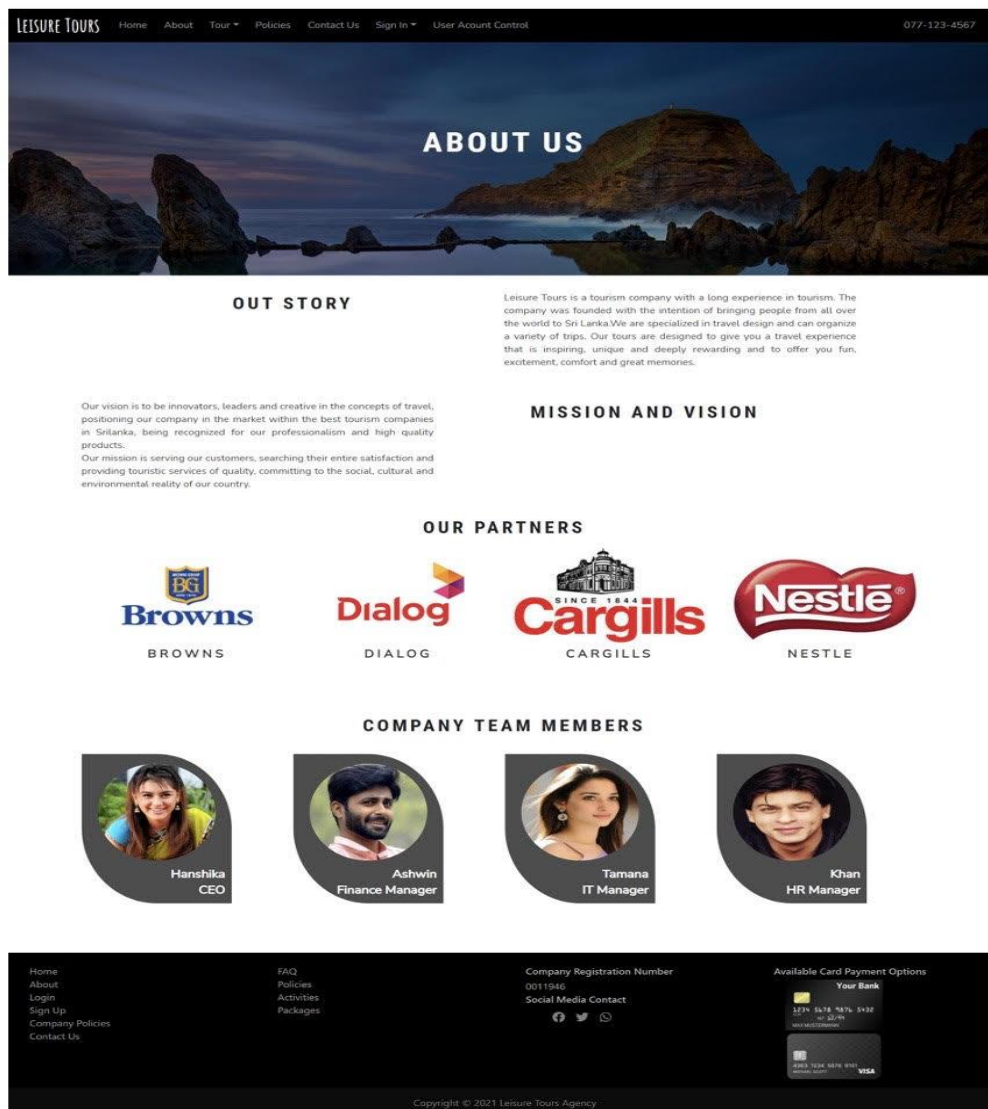 LEISURE TOURS Home About Tour Policies Contact Us Sign In User Acount Control 077-123-4567
ABOUT US
OUT STORY
Leisure Tours is a tourism company with a long experience in tourism. The
company was founded with the intention of bringing people from all over
the world to Sri Lanka.We are specialized in travel design and can organize
a variety of trips. Our tours are designed to give you a travel experience
that is inspiring, unique and deeply rewarding and to offer you fun,
excitement, comfort and great memories.
Our vision is to be innovators, leaders and creative in the concepts of travel,
positioning our company in the market within the best tourism companies
in Srilanka, being recognized for our professionalism and high quality
products.
Our mission is serving our customers, searching their entire satisfaction and
providing touristic services of quality, committing to the social, cultural and
environmental reality of our country.
MISSION AND VISION
OUR PARTNERS
BG
Browns
BROWNS
Dialog
DIALOG
SINCE 1844
Cargills
CARGILLS
Nestlé®
NESTLE
COMPANY TEAM MEMBERS
Hanshika
CEO
Ashwin
Finance Manager
Tamana
IT Manager
Khan
HR Manager
Home
About
Login
Sign Up
Company Policies
Contact Us
FAQ
Policies
Activities
Packages
Company Registration Number
0011946
Social Media Contact
Available Card Payment Options
Your Bank
1234 5678 9876 5432
MAX MUSTERMANN
VISA
Copyright © 2021 Leisure Tours Agency